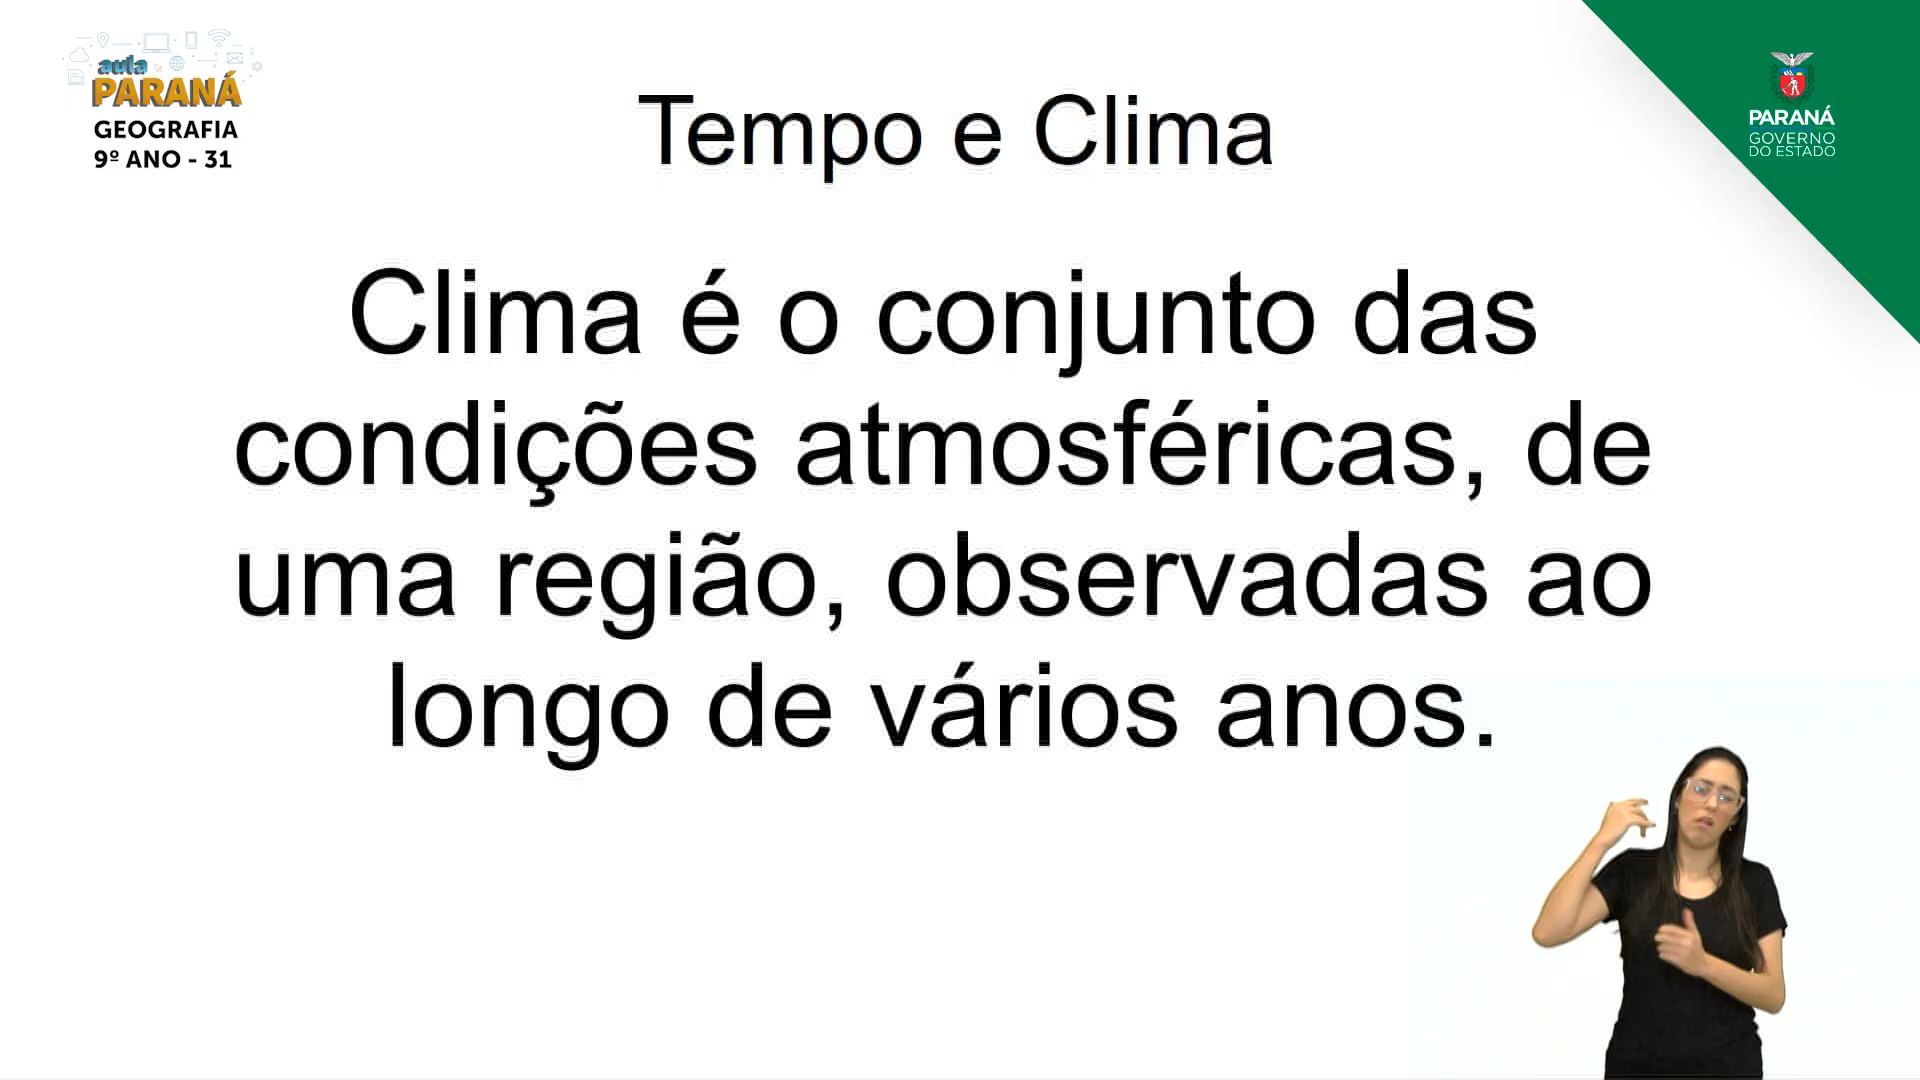 aula
PARANÁ
GEOGRAFIA
9º ANO - 31
Tempo e Clima
PARANÁ
GOVERNO
DO ESTADO
Clima é o conjunto das
condições atmosféricas, de
uma região, observadas ao
longo de vários anos.